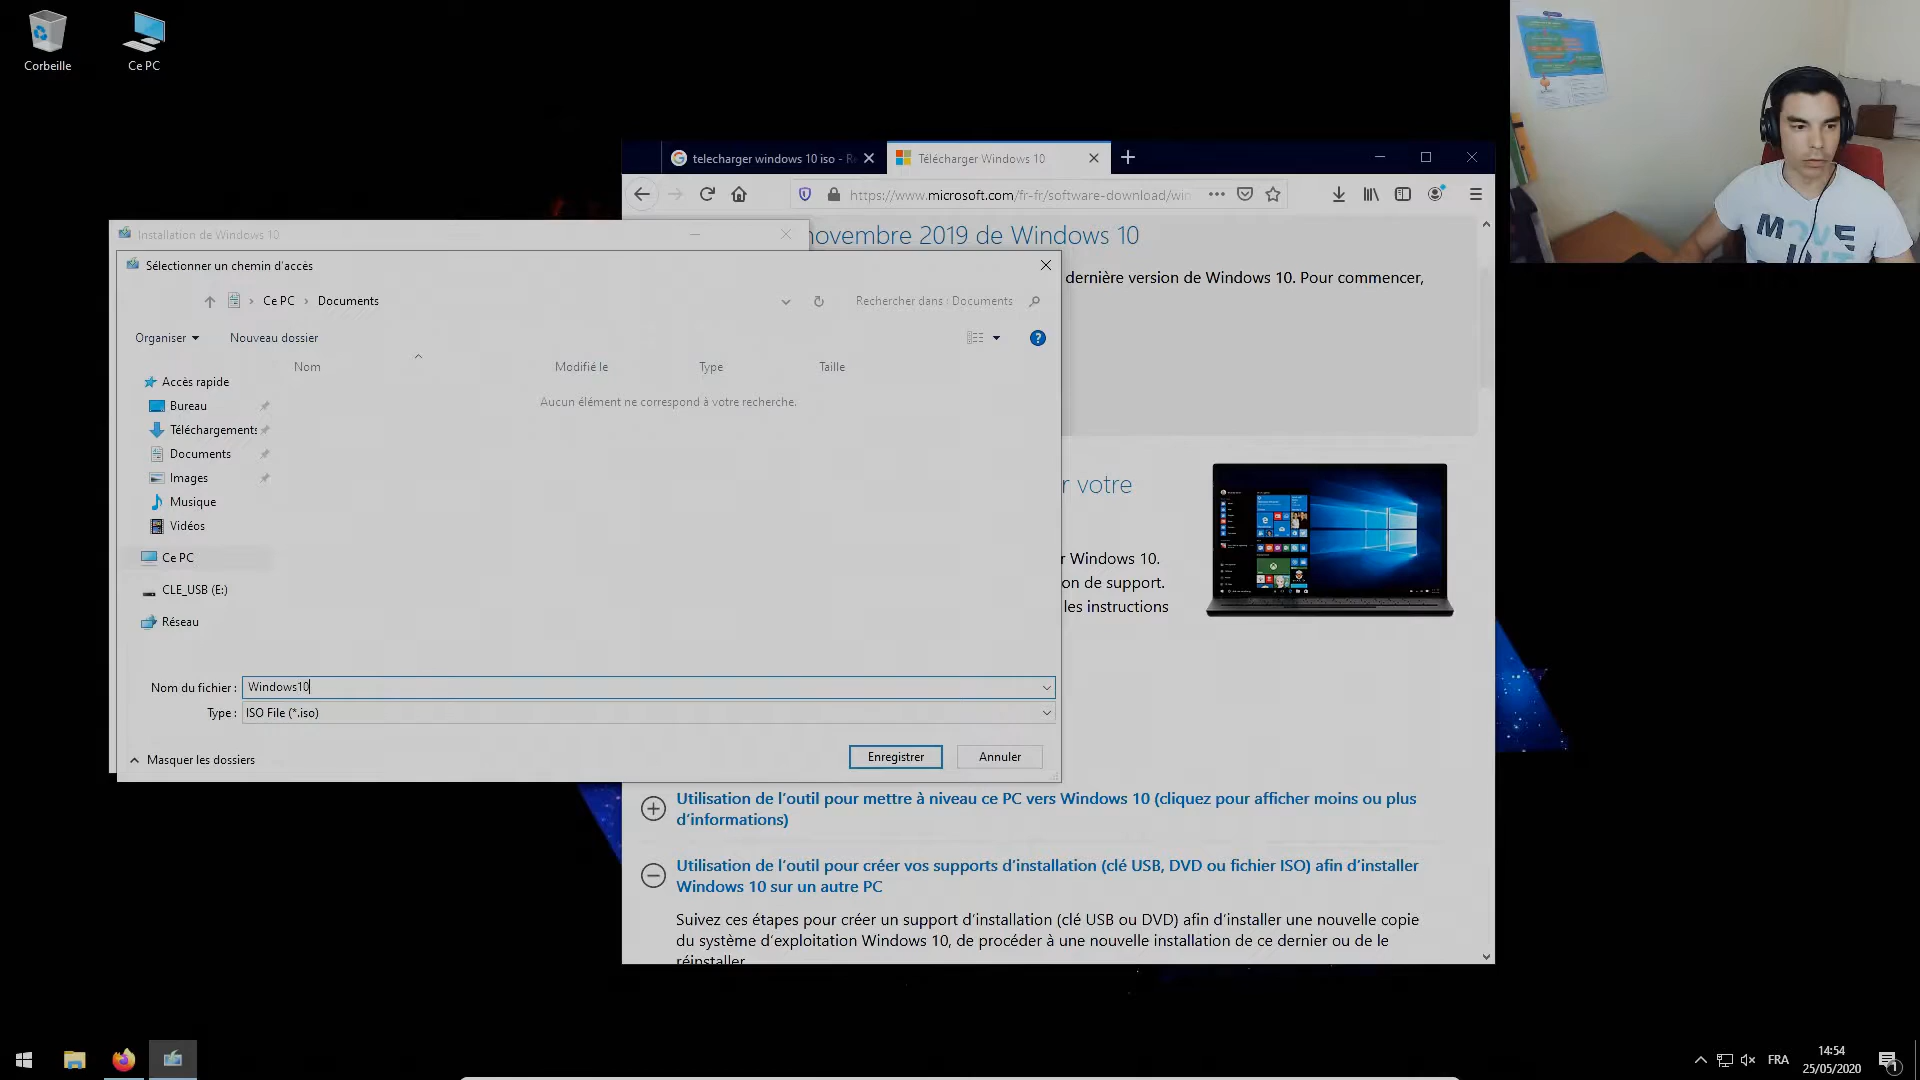 Corbeille
Ce PC
telecharger windows 10 iso - Re
Télécharger Windows 10
https://www.microsoft.com/fr-fr/software-download/win
Installation de Windows 10
novembre 2019 de Windows 10
Sélectionner un chemin d'accès
dernière version de Windows 10. Pour commencer,
Ce PC
Documents
Rechercher dans : Documents
Organiser
Nouveau dossier
Nom
Modifié le
Type
Taille
Aucun élément ne correspond à votre recherche.
Accès rapide
Bureau
Téléchargements
Documents
Images
Musique
Vidéos
Ce PC
CLE_USB (E:)
Réseau
r votre
r Windows 10.
on de support.
les instructions
Nom du fichier :
Windows10
Type :
ISO File (*.iso)
Masquer les dossiers
Enregistrer
Annuler
Utilisation de l'outil pour mettre à niveau ce PC vers Windows 10 (cliquez pour afficher moins ou plus
d'informations)
Utilisation de l'outil pour créer vos supports d'installation (clé USB, DVD ou fichier ISO) afin d'installer
Windows 10 sur un autre PC
Suivez ces étapes pour créer un support d'installation (clé USB ou DVD) afin d'installer une nouvelle copie
du système d'exploitation Windows 10, de procéder à une nouvelle installation de ce dernier ou de le
réinstaller
FRA
14:54
25/05/2020
1